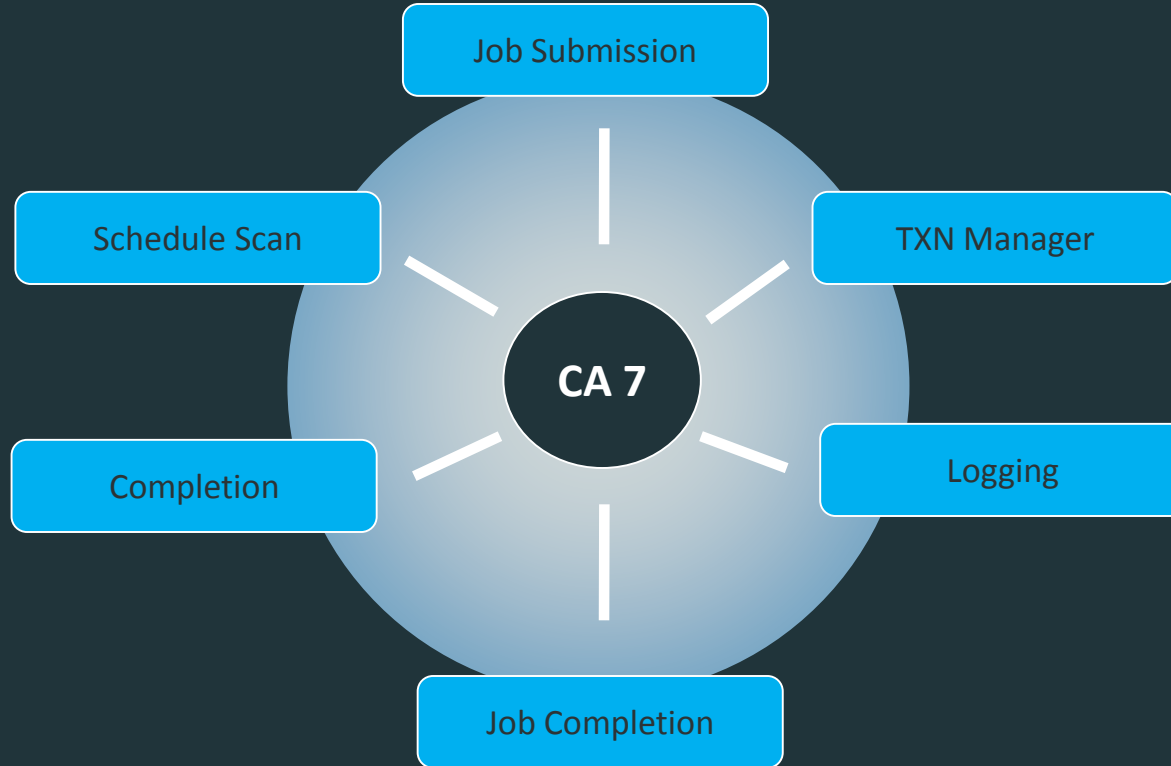 Job Submission
Schedule Scan
TXN Manager
CA 7
Completion
Logging
Job Completion